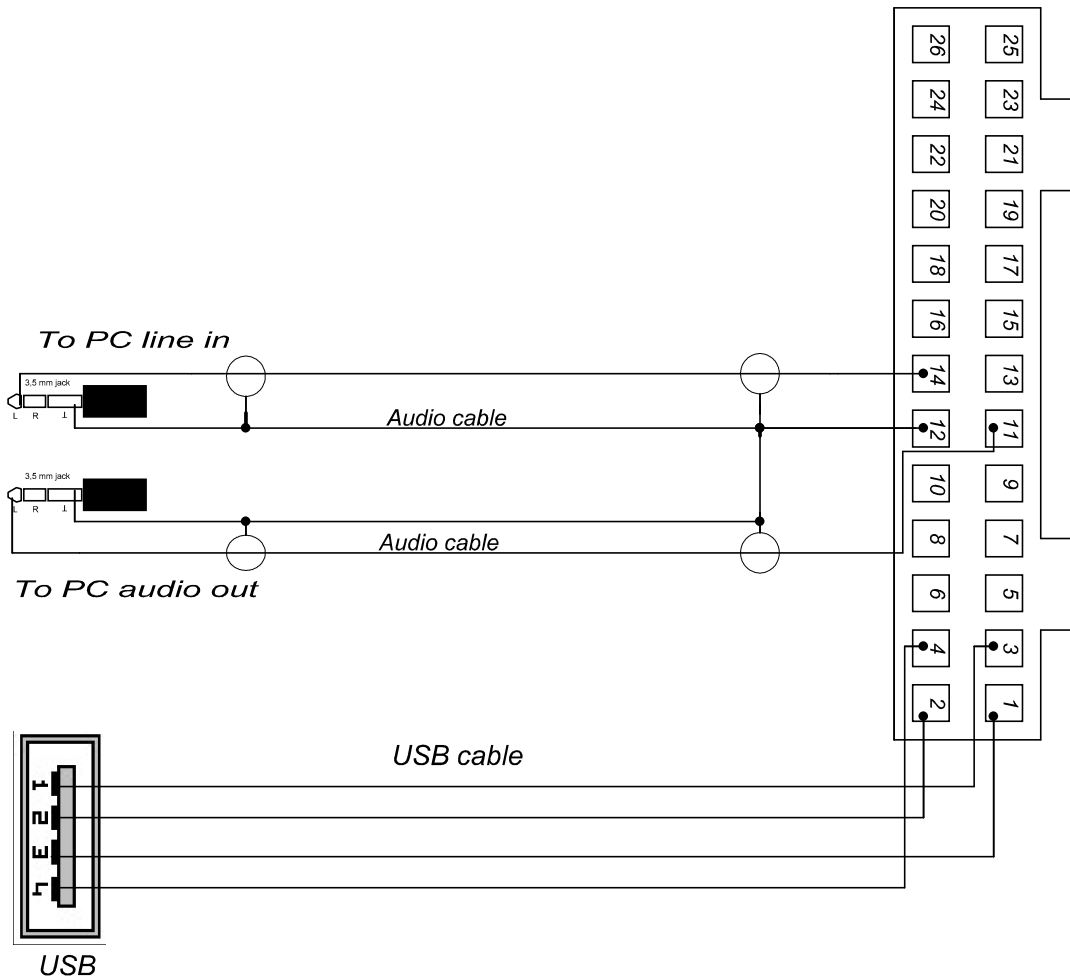 26 25
24 23
22 21
20 19
18 17
16 15
To PC line in
14 13
3,5 mm jack
L R ⊥
Audio cable
12 11
3,5 mm jack
10 9
L R ⊥
Audio cable
8 7
To PC audio out
6 5
4 3
2 1
USB cable
1
2
3
4
USB